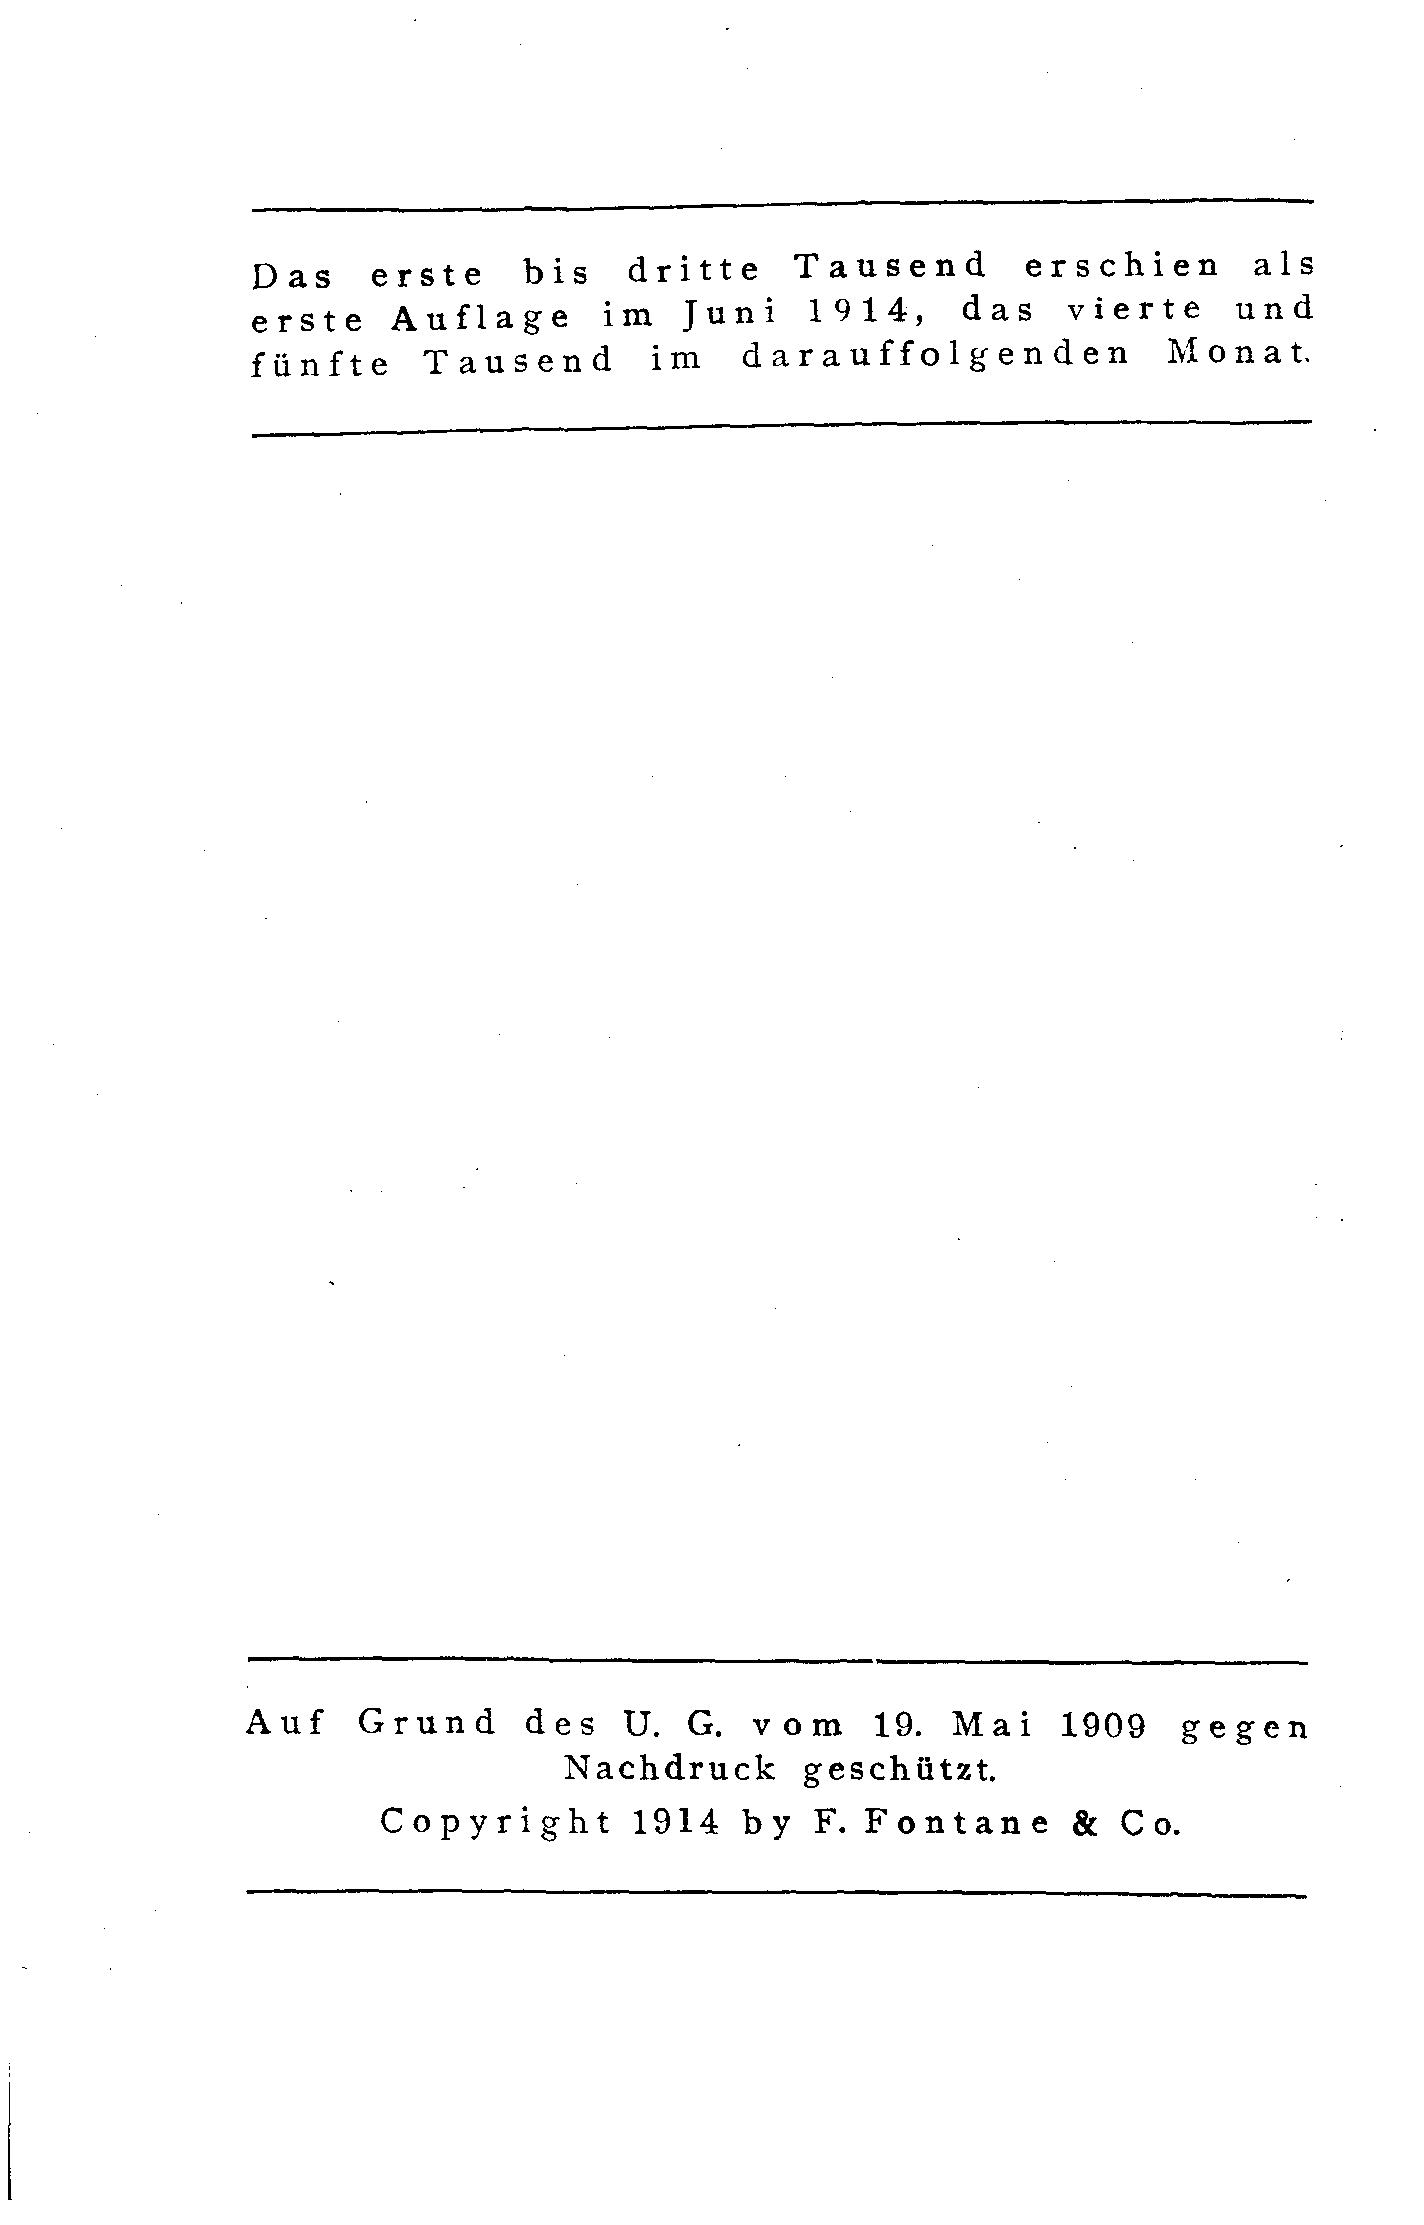 Das erste bis dritte Tausend erschien als
erste Auflage im Juni 1914, das vierte und
fünfte Tausend im darauffolgenden Monat.
Auf Grund des U. G. vom 19. Mai 1909 gegen
Nachdruck geschützt.
Copyright 1914 by F. Fontane & Co.